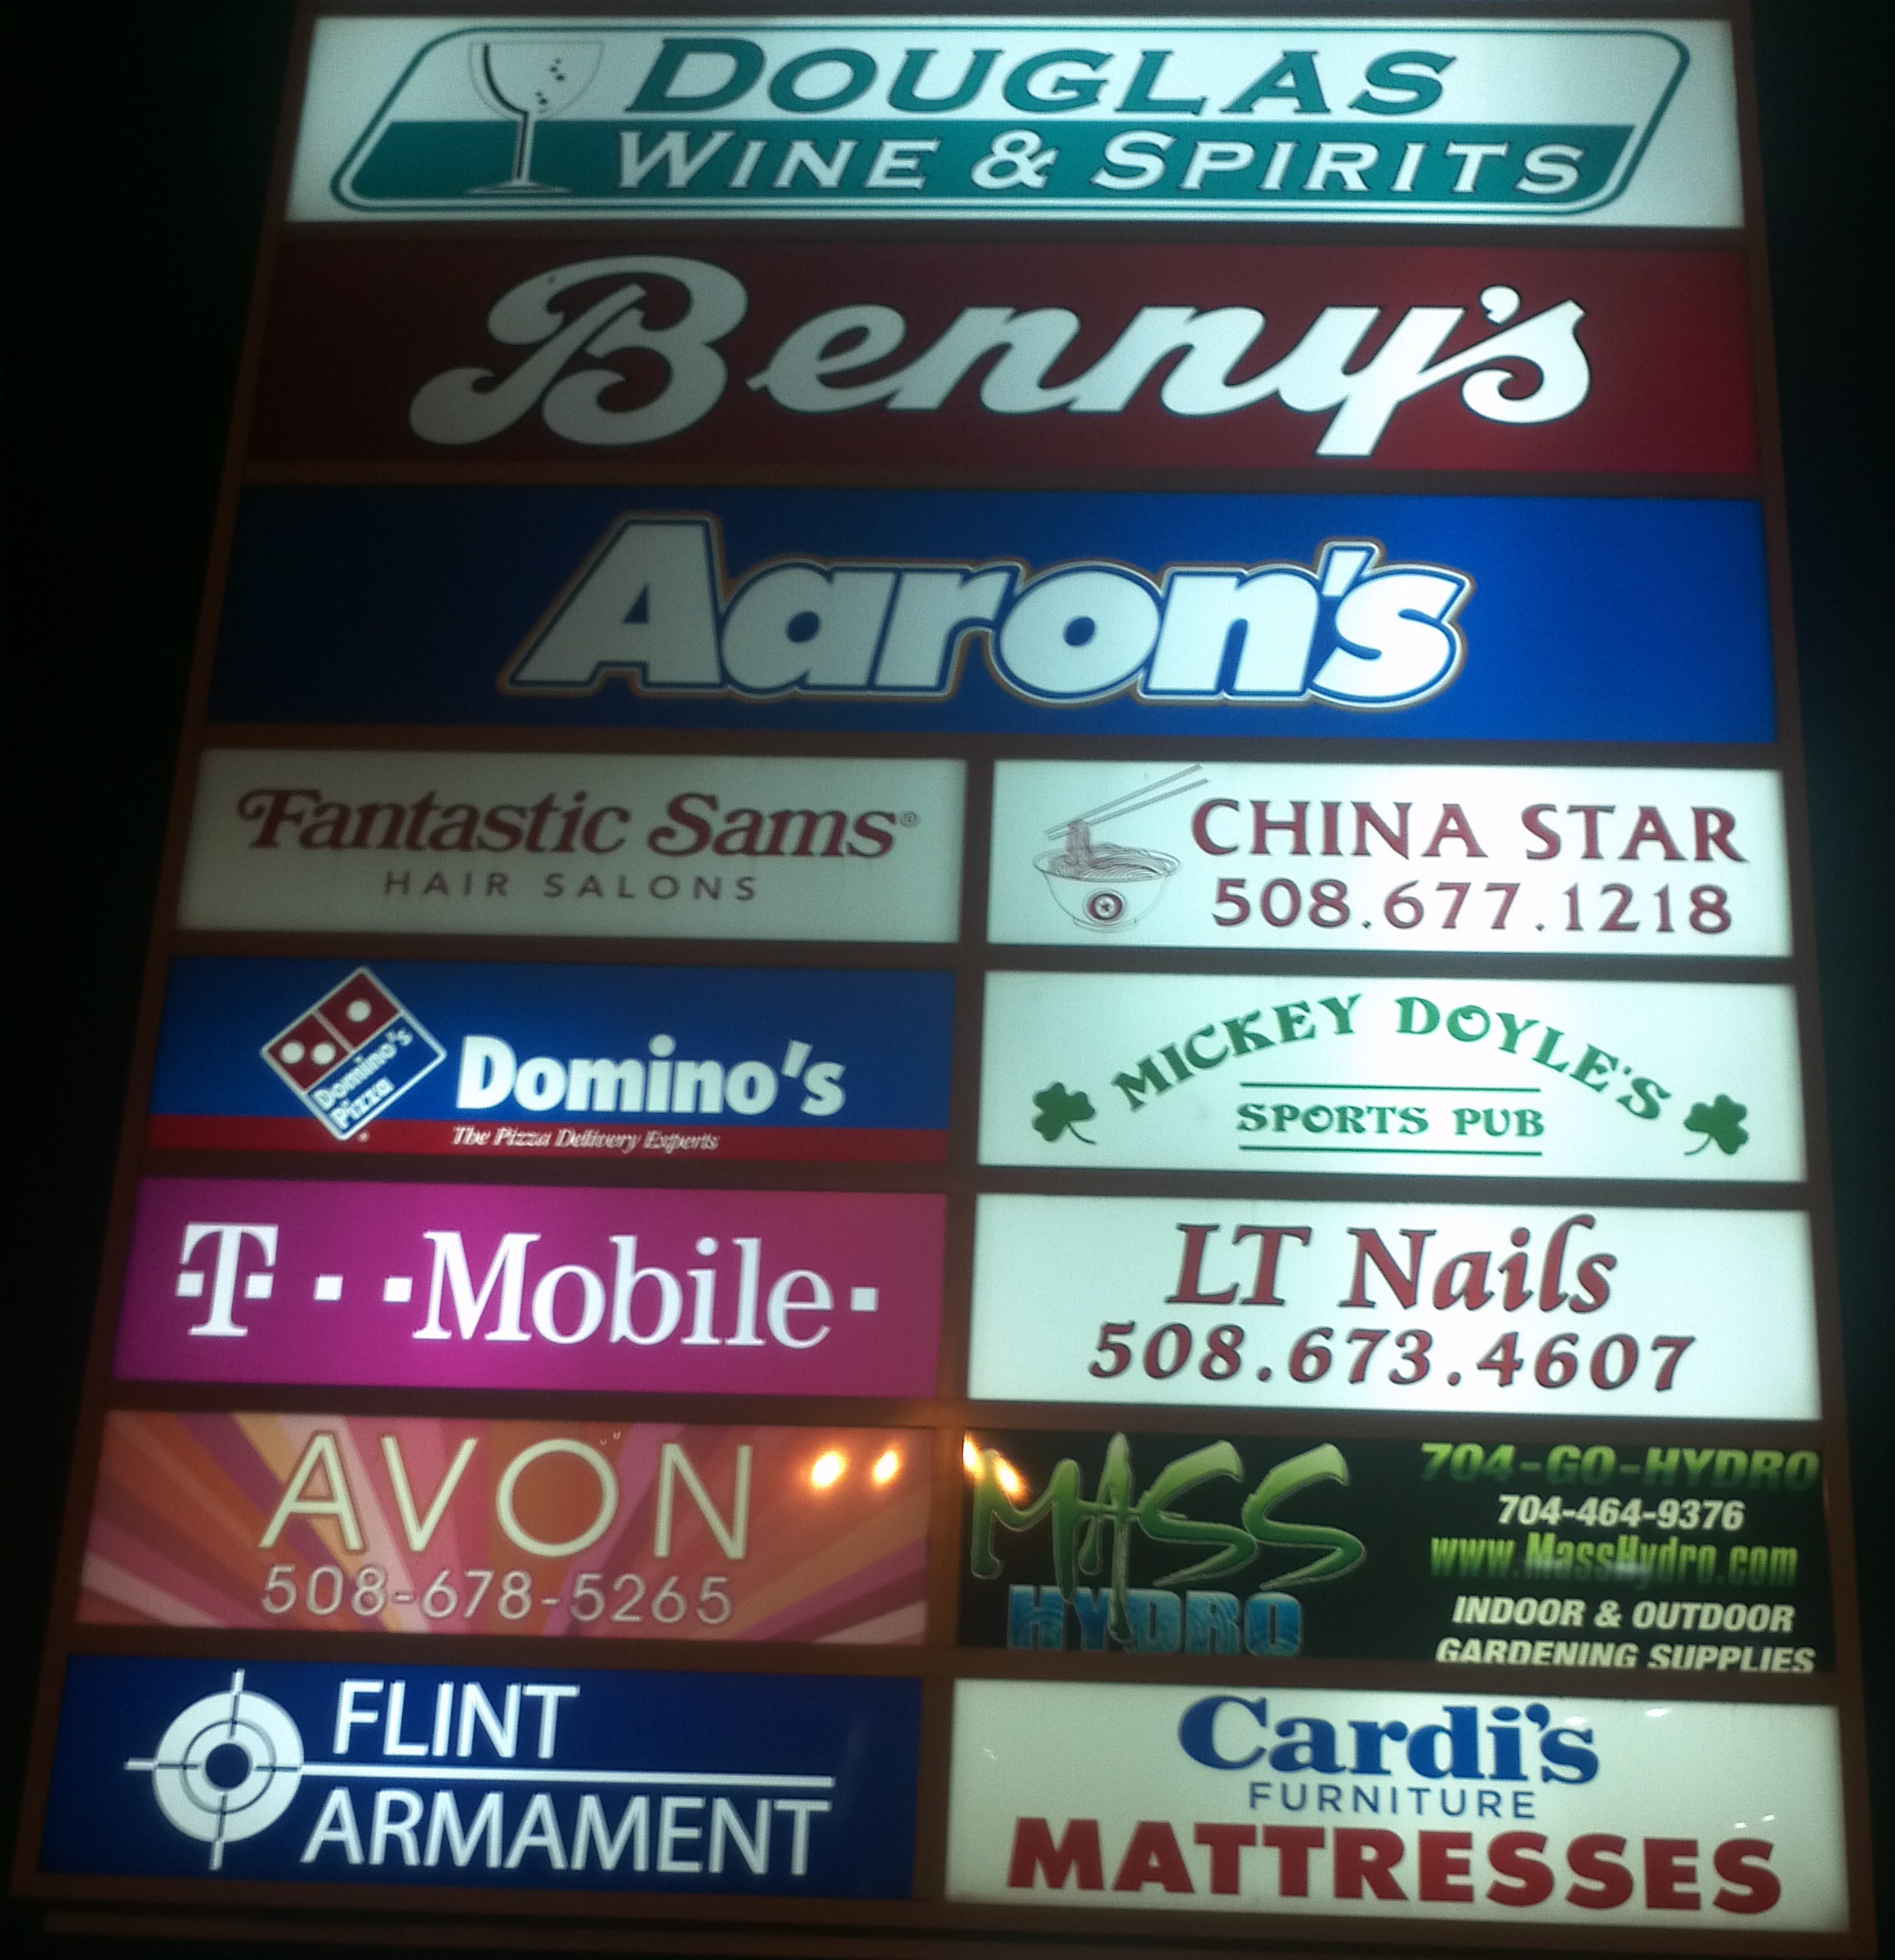 DOUGLAS
WINE & SPIRITS
Benny's
Aaron's
Fantastic Sams®
HAIR SALONS
CHINA STAR
508.677.1218
Domino's
Pizza
Domino's
The Pizza Delivery Experts
MICKEY DOYLE'S
SPORTS PUB
T··Mobile·
LT Nails
508.673.4607
AVON
508-678-5265
MASS
HYDRO
704-GO-HYDRO
704-464-9376
www.MassHydro.com
INDOOR & OUTDOOR
GARDENING SUPPLIES
FLINT
ARMAMENT
Cardi's
FURNITURE
MATTRESSES